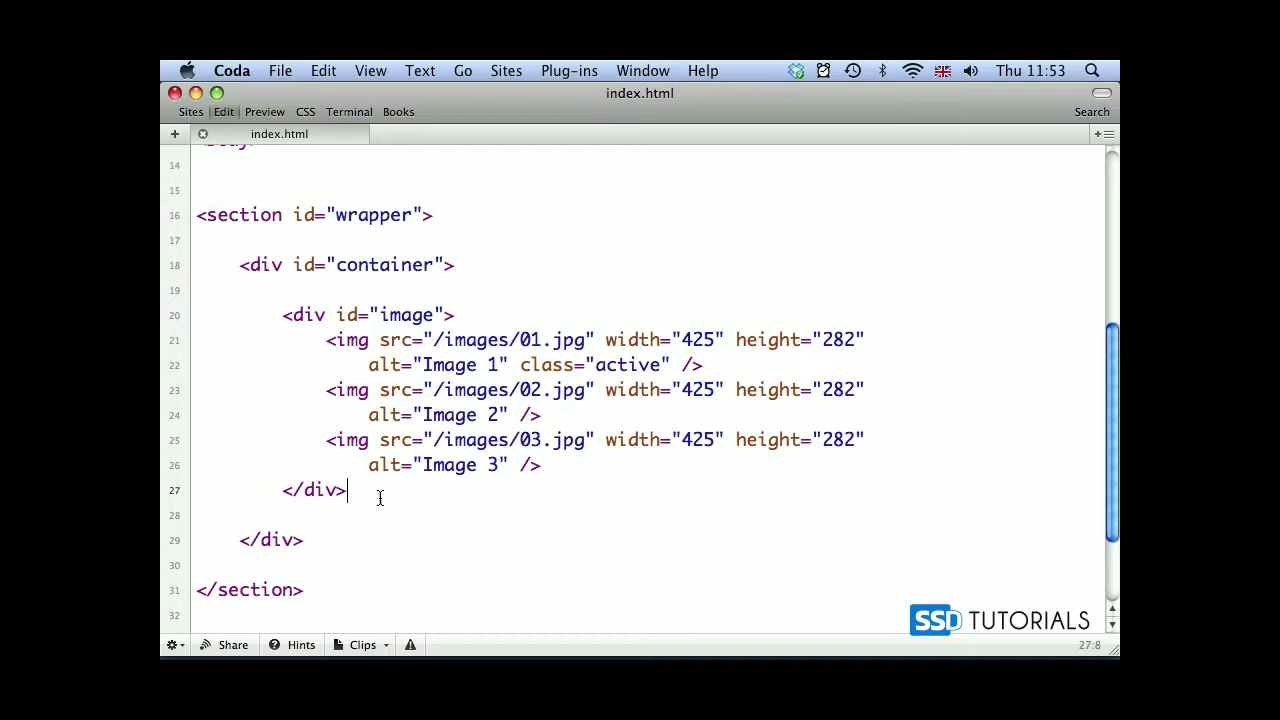 Coda File Edit View Text Go Sites Plug-ins Window Help Thu 11:53
index.html
Sites Edit Preview CSS Terminal Books Search
index.html
14
15
16 <section id="wrapper">
17
18 <div id="container">
19
20 <div id="image">
21 <img src="/images/01.jpg" width="425" height="282"
22 alt="Image 1" class="active" />
23 <img src="/images/02.jpg" width="425" height="282"
24 alt="Image 2" />
25 <img src="/images/03.jpg" width="425" height="282"
26 alt="Image 3" />
27 </div>
28
29 </div>
30
31 </section>
32
SSD TUTORIALS
Share Hints Clips 27:8